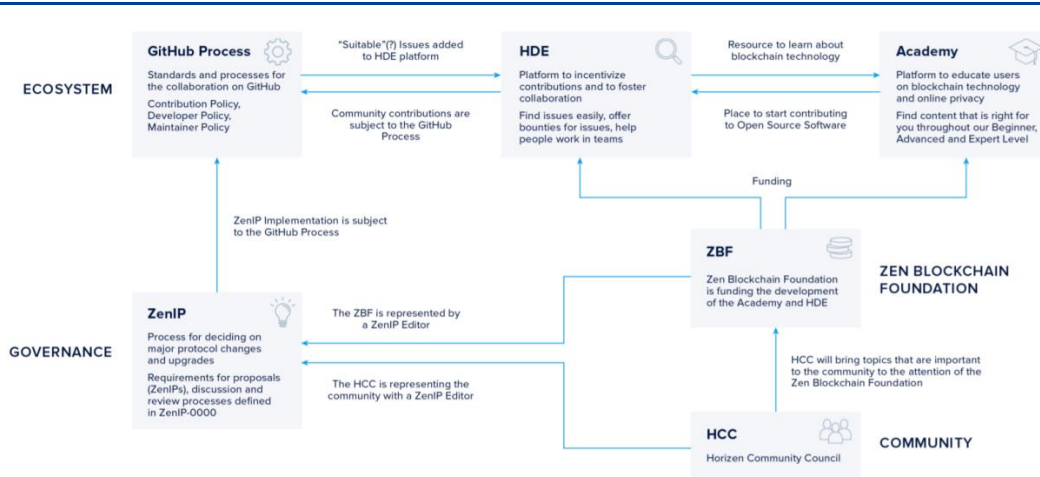 GitHub Process
Standards and processes for
the collaboration on GitHub
Contribution Policy,
Developer Policy,
Maintainer Policy
"Suitable"(?) Issues added
to HDE platform
Community contributions are
subject to the GitHub
Process
HDE
Platform to incentivize
contributions and to foster
collaboration
Find issues easily, offer
bounties for issues, help
people work in teams
Resource to learn about
blockchain technology
Place to start contributing
to Open Source Software
Academy
Platform to educate users
on blockchain technology
and online privacy
Find content that is right for
you throughout our Beginner,
Advanced and Expert Level
ECOSYSTEM
Funding
ZenIP Implementation is subject
to the GitHub Process
ZBF
Zen Blockchain Foundation
is funding the development
of the Academy and HDE
ZEN BLOCKCHAIN
FOUNDATION
GOVERNANCE
ZenIP
Process for deciding on
major protocol changes
and upgrades
Requirements for proposals
(ZenIPs), discussion and
review processes defined
in ZenIP-0000
The ZBF is represented by
a ZenIP Editor
The HCC is representing the
community with a ZenIP Editor
HCC will bring topics that are important
to the community to the attention of the
Zen Blockchain Foundation
HCC
Horizen Community Council
COMMUNITY